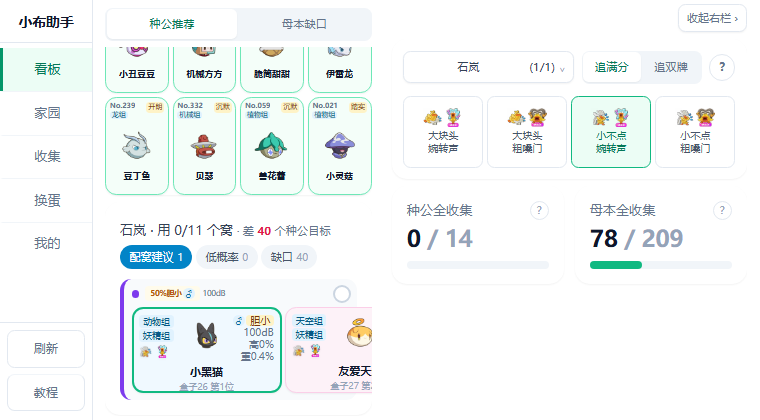 小布助手
看板
家园
收集
换蛋
我的
刷新
教程
种公推荐
母本缺口
小丑豆豆
机械方方
脆筒甜甜
伊雷龙
No.239
开朗
龙组
豆丁鱼
No.332
沉默
机械组
贝瑟
No.059
沉默
植物组
No.021
踏实
植物组
小灵菇
石岚 · 用 0/11 个窝 · 差 40 个种公目标
配窝建议 1
低概率 0
缺口 40
50%胆小 ♂
100dB
动物组
妖精组
♂ 胆小
100dB
高0%
重0.4%
小黑猫
盒子26 第1位
天空组
妖精组
友爱天
盒子27 第
收起右栏 ›
石岚
(1/1)
追满分
追双牌
?
大块头
婉转声
大块头
粗嗓门
小不点
婉转声
小不点
粗嗓门
种公全收集
?
0 / 14
母本全收集
?
78 / 209